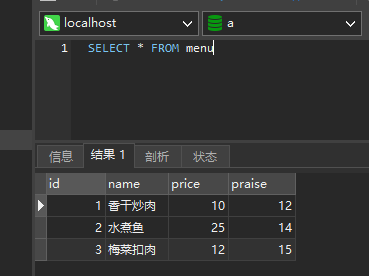 localhost a
1 SELECT * FROM menu
信息 结果 1 剖析 状态
id name price praise
1 香干炒肉 10 12
2 水煮鱼 25 14
3 梅菜扣肉 12 15